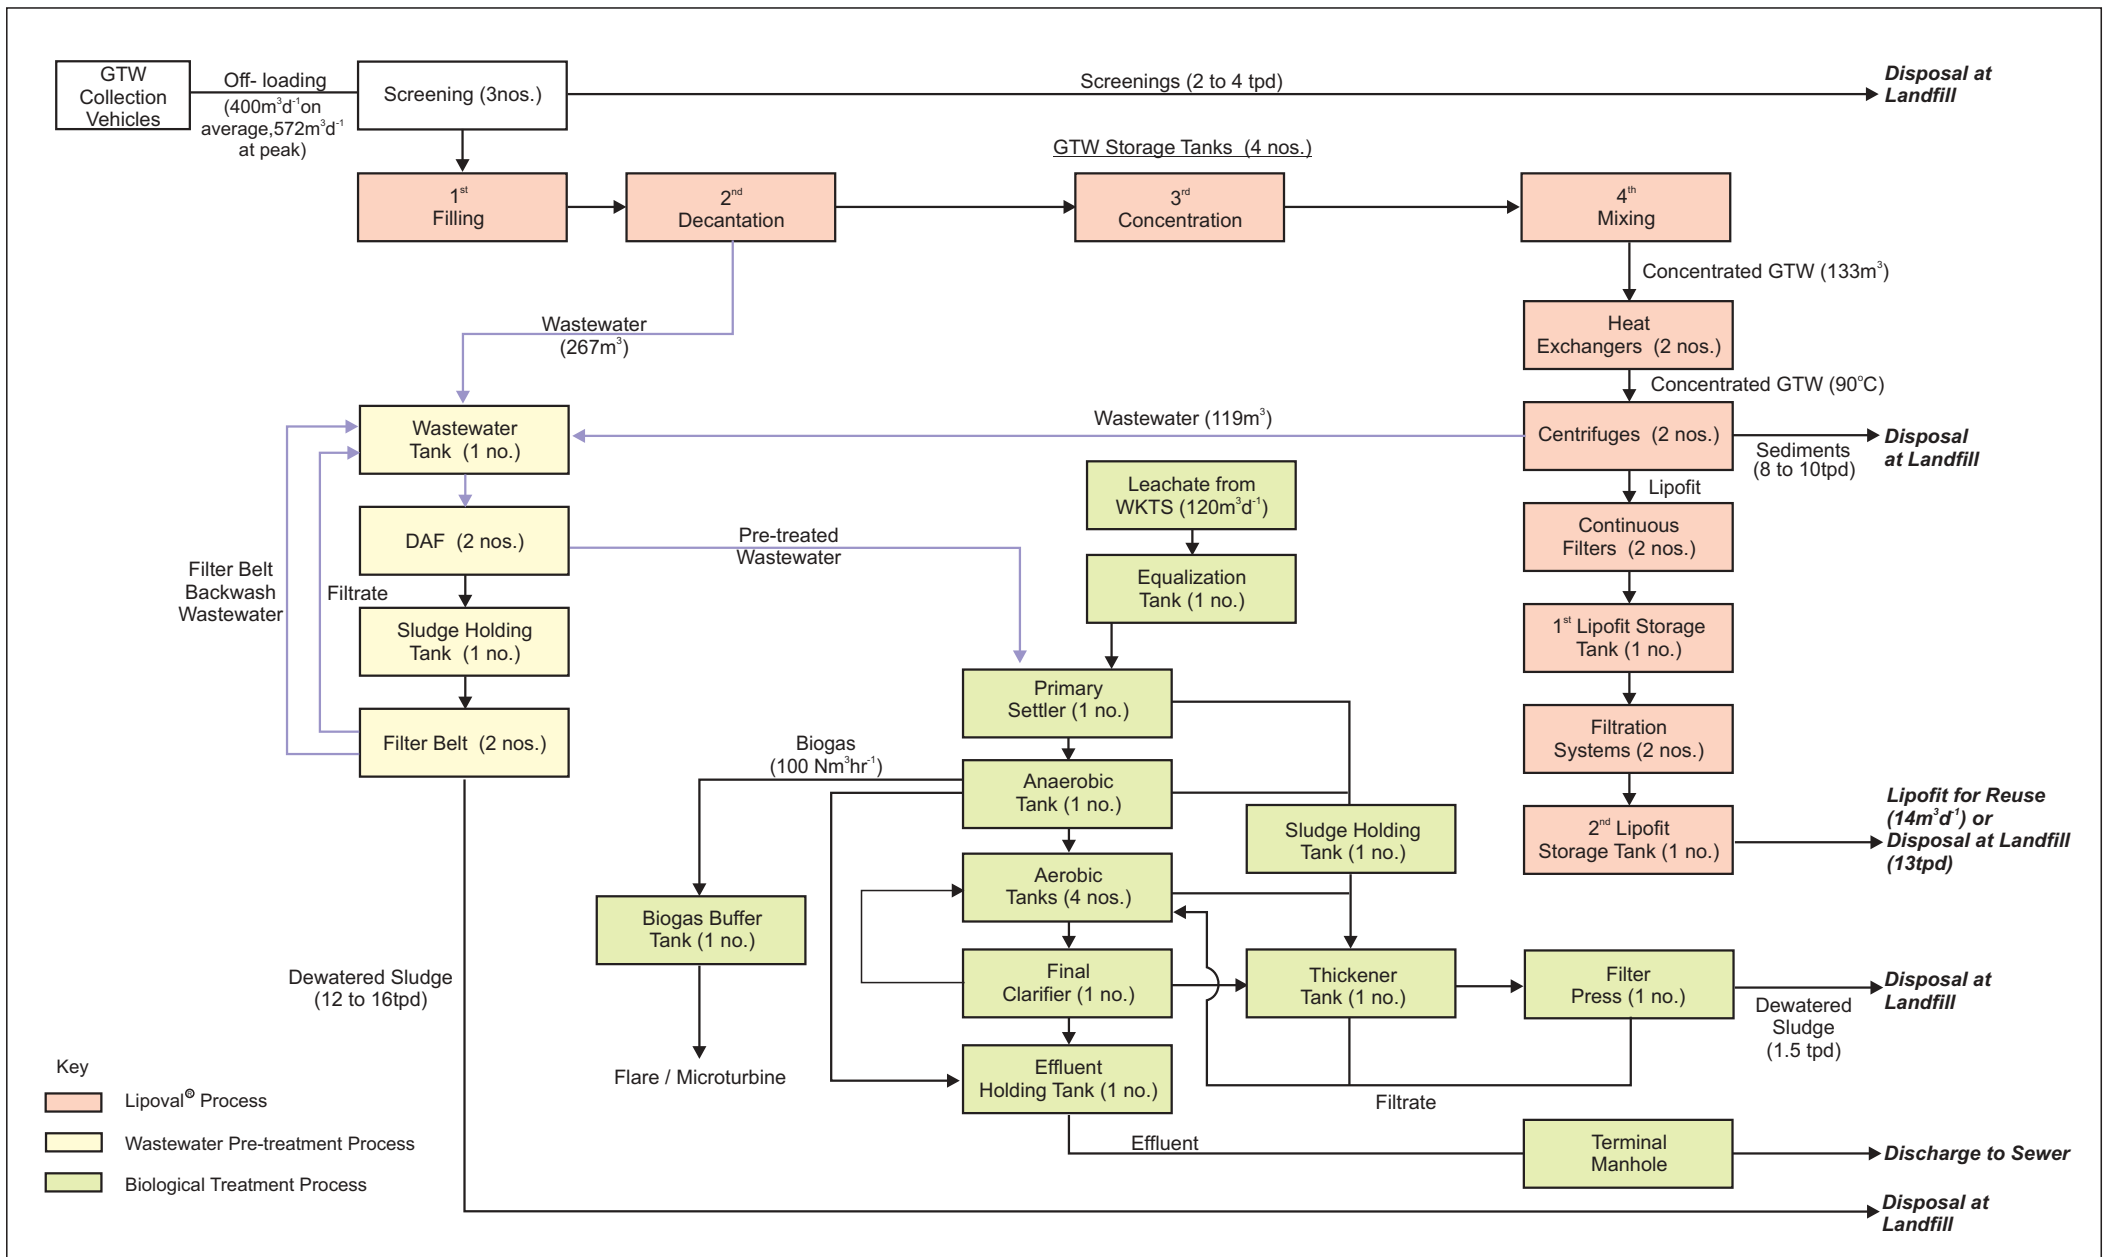 GTW
Collection
Vehicles
Off- loading
(400m³d⁻¹on
average,572m³d⁻¹
at peak)
Screening (3nos.)
Screenings (2 to 4 tpd)
Disposal at
Landfill
GTW Storage Tanks (4 nos.)
1st
Filling
2nd
Decantation
3rd
Concentration
4th
Mixing
Concentrated GTW (133m³)
Wastewater
(267m³)
Heat
Exchangers (2 nos.)
Concentrated GTW (90°C)
Wastewater
Tank (1 no.)
Wastewater (119m³)
Centrifuges (2 nos.)
Sediments
(8 to 10tpd)
Disposal
at Landfill
Lipofit
Leachate from
WKTS (120m³d⁻¹)
DAF (2 nos.)
Pre-treated
Wastewater
Continuous
Filters (2 nos.)
Filter Belt
Backwash
Wastewater
Filtrate
Equalization
Tank (1 no.)
Sludge Holding
Tank (1 no.)
1st Lipofit Storage
Tank (1 no.)
Primary
Settler (1 no.)
Filter Belt (2 nos.)
Filtration
Systems (2 nos.)
Biogas
(100 Nm³hr⁻¹)
Anaerobic
Tank (1 no.)
Sludge Holding
Tank (1 no.)
2nd Lipofit
Storage Tank (1 no.)
Lipofit for Reuse
(14m³d⁻¹) or
Disposal at Landfill
(13tpd)
Aerobic
Tanks (4 nos.)
Biogas Buffer
Tank (1 no.)
Dewatered Sludge
(12 to 16tpd)
Final
Clarifier (1 no.)
Thickener
Tank (1 no.)
Filter
Press (1 no.)
Dewatered
Sludge
(1.5 tpd)
Disposal at
Landfill
Flare / Microturbine
Effluent
Holding Tank (1 no.)
Filtrate
Effluent
Terminal
Manhole
Discharge to Sewer
Disposal at
Landfill
Key
Lipoval® Process
Wastewater Pre-treatment Process
Biological Treatment Process